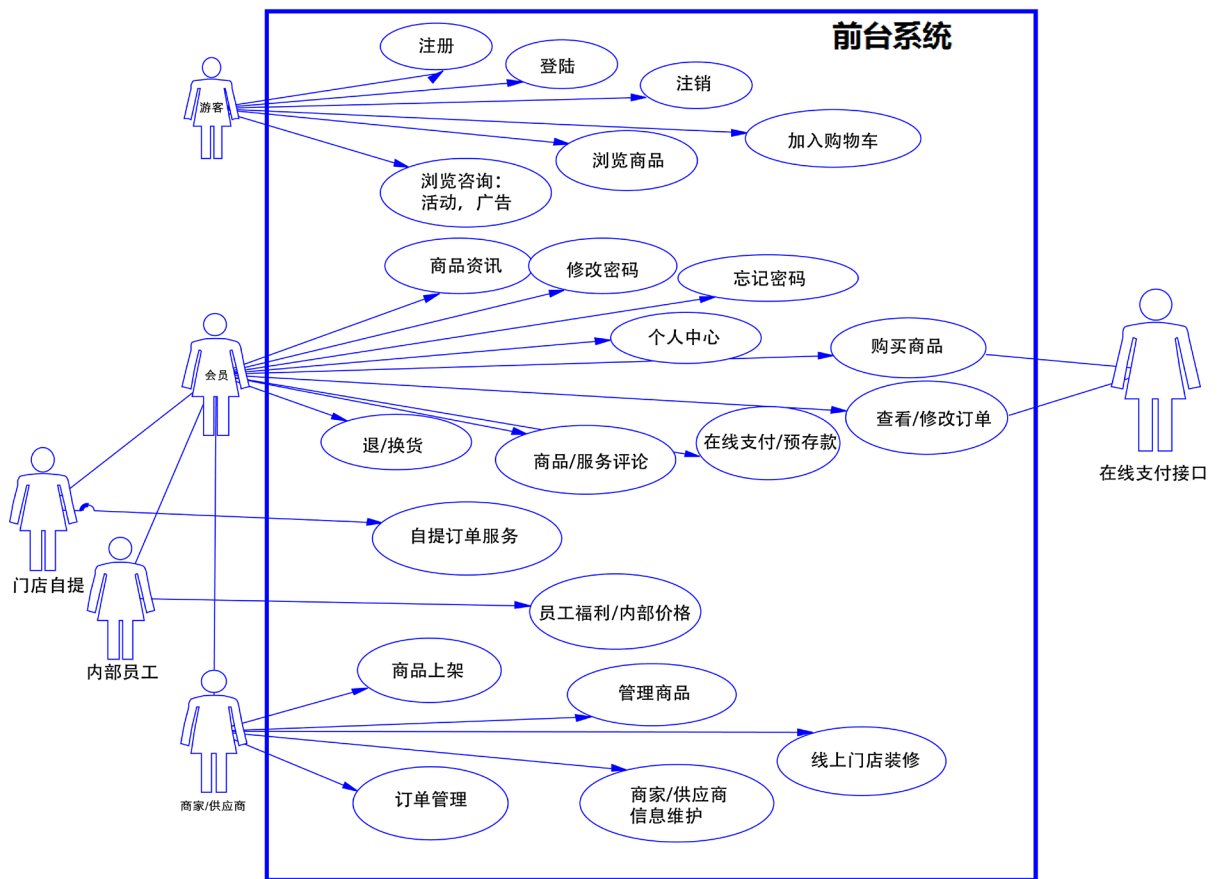 前台系统
注册
登陆
注销
游客
加入购物车
浏览商品
浏览咨询：
活动，广告
商品资讯
修改密码
忘记密码
个人中心
购买商品
会员
查看/修改订单
退/换货
商品/服务评论
在线支付/预存款
在线支付接口
自提订单服务
门店自提
员工福利/内部价格
内部员工
商品上架
管理商品
线上门店装修
商家/供应商
订单管理
商家/供应商
信息维护